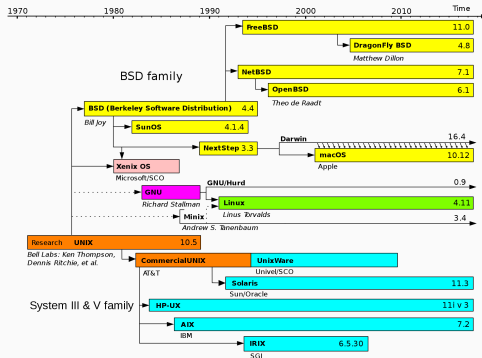 1970 1980 1990 2000 2010 Time
FreeBSD 11.0
DragonFly BSD 4.8
Matthew Dillon
BSD family
NetBSD 7.1
OpenBSD 6.1
Theo de Raadt
BSD (Berkeley Software Distribution) 4.4
Bill Joy
SunOS 4.1.4
Darwin 16.4
NextStep 3.3
macOS 10.12
Apple
Xenix OS
Microsoft/SCO
GNU/Hurd 0.9
GNU
Richard Stallman
Linux 4.11
Linus Torvalds
Minix 3.4
Andrew S. Tanenbaum
Research UNIX 10.5
Bell Labs: Ken Thompson,
Dennis Ritchie, et al.
CommercialUNIX
AT&T
UnixWare
Univel/SCO
Solaris 11.3
Sun/Oracle
System III & V family
HP-UX 11i v 3
AIX 7.2
IBM
IRIX 6.5.30
SGI